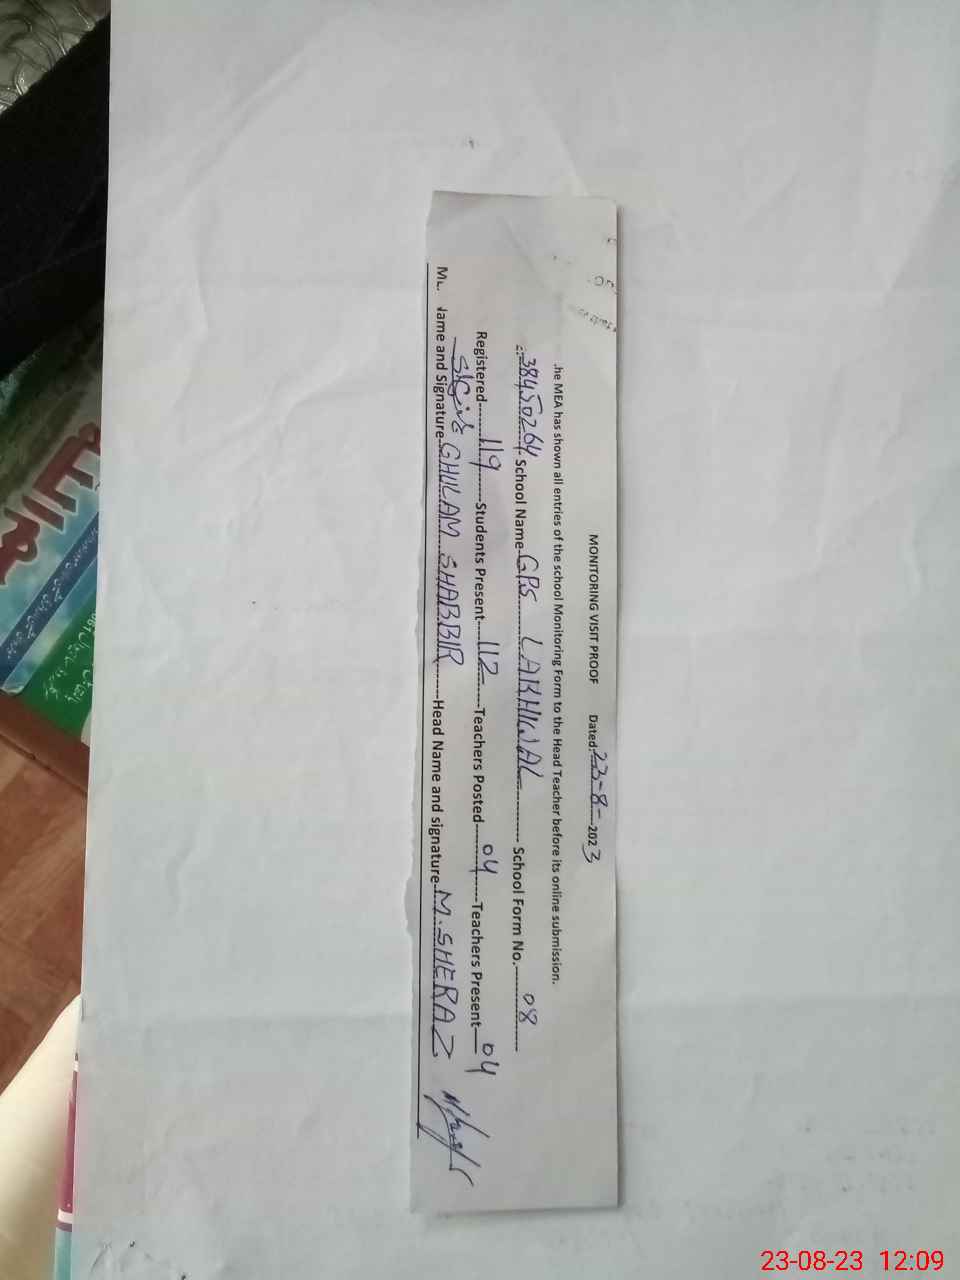 MONITORING VISIT PROOF Dated: 23-8-2023
he MEA has shown all entries of the school Monitoring Form to the Head Teacher before its online submission.
38450264 School Name GPS LAKHIWAL School Form No. 08
Registered 119 Students Present 112 Teachers Posted 04 Teachers Present 04
ame and Signature GHULAM SHABBIR Head Name and signature M. SHERAZ
23-08-23 12:09